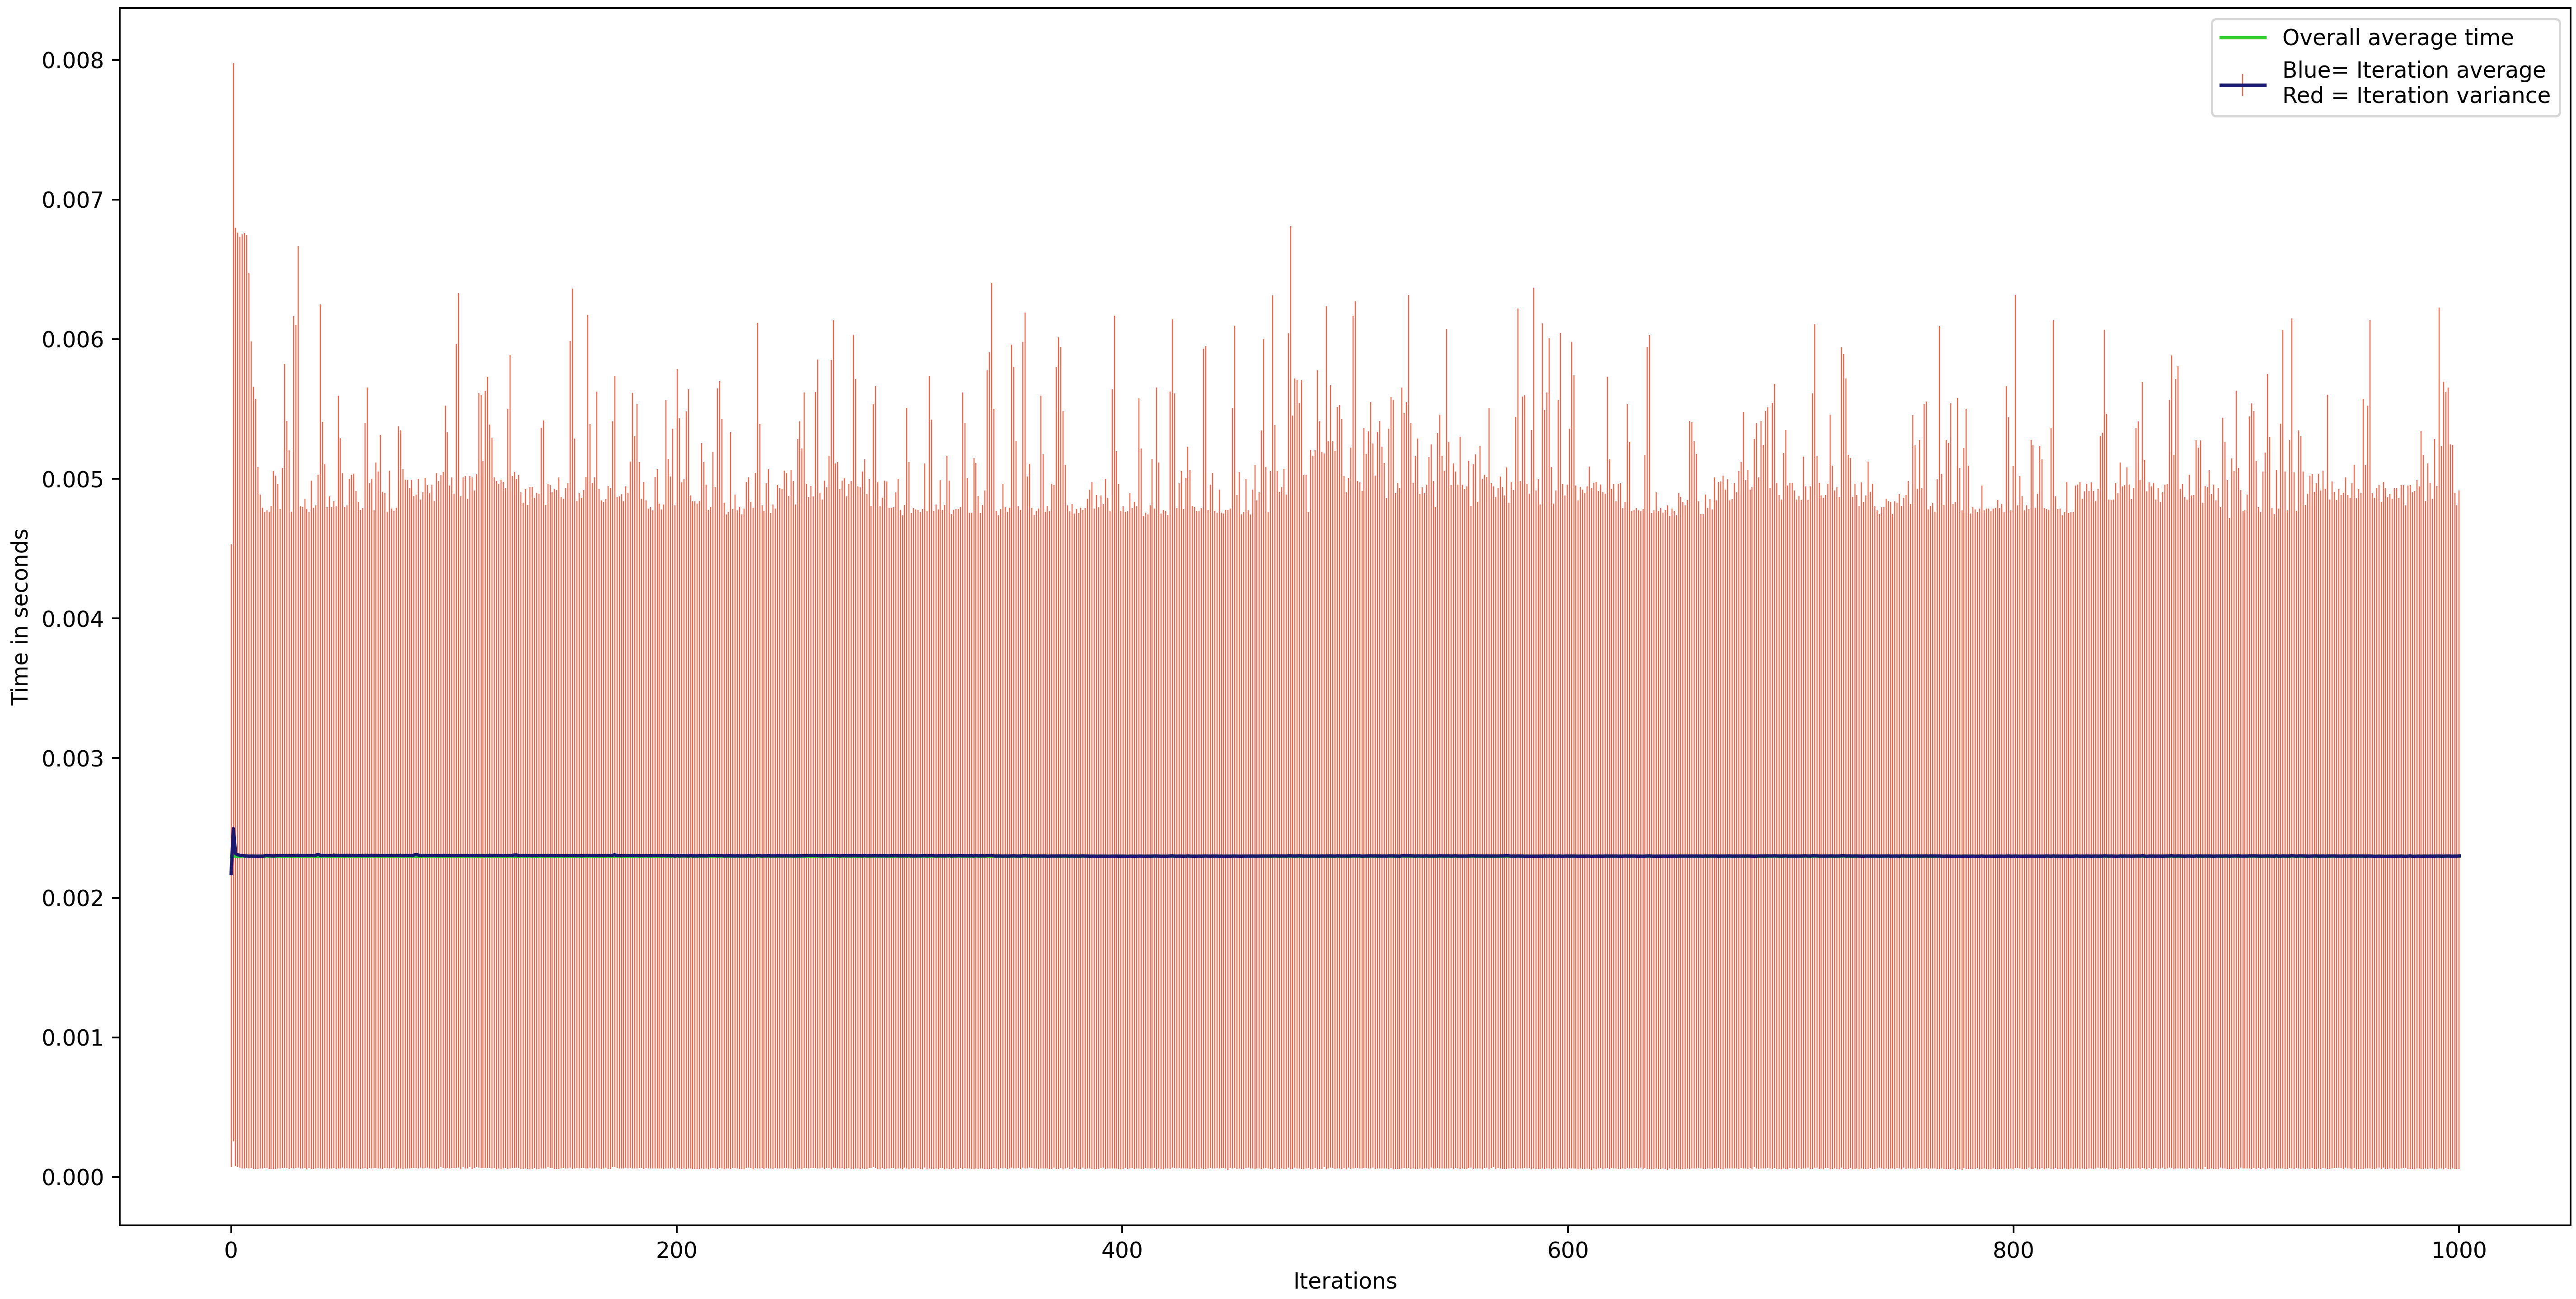 Overall average time
Blue= Iteration average
Red = Iteration variance
0.008
0.007
0.006
0.005
0.004
0.003
0.002
0.001
0.000
Time in seconds
0 200 400 600 800 1000
Iterations